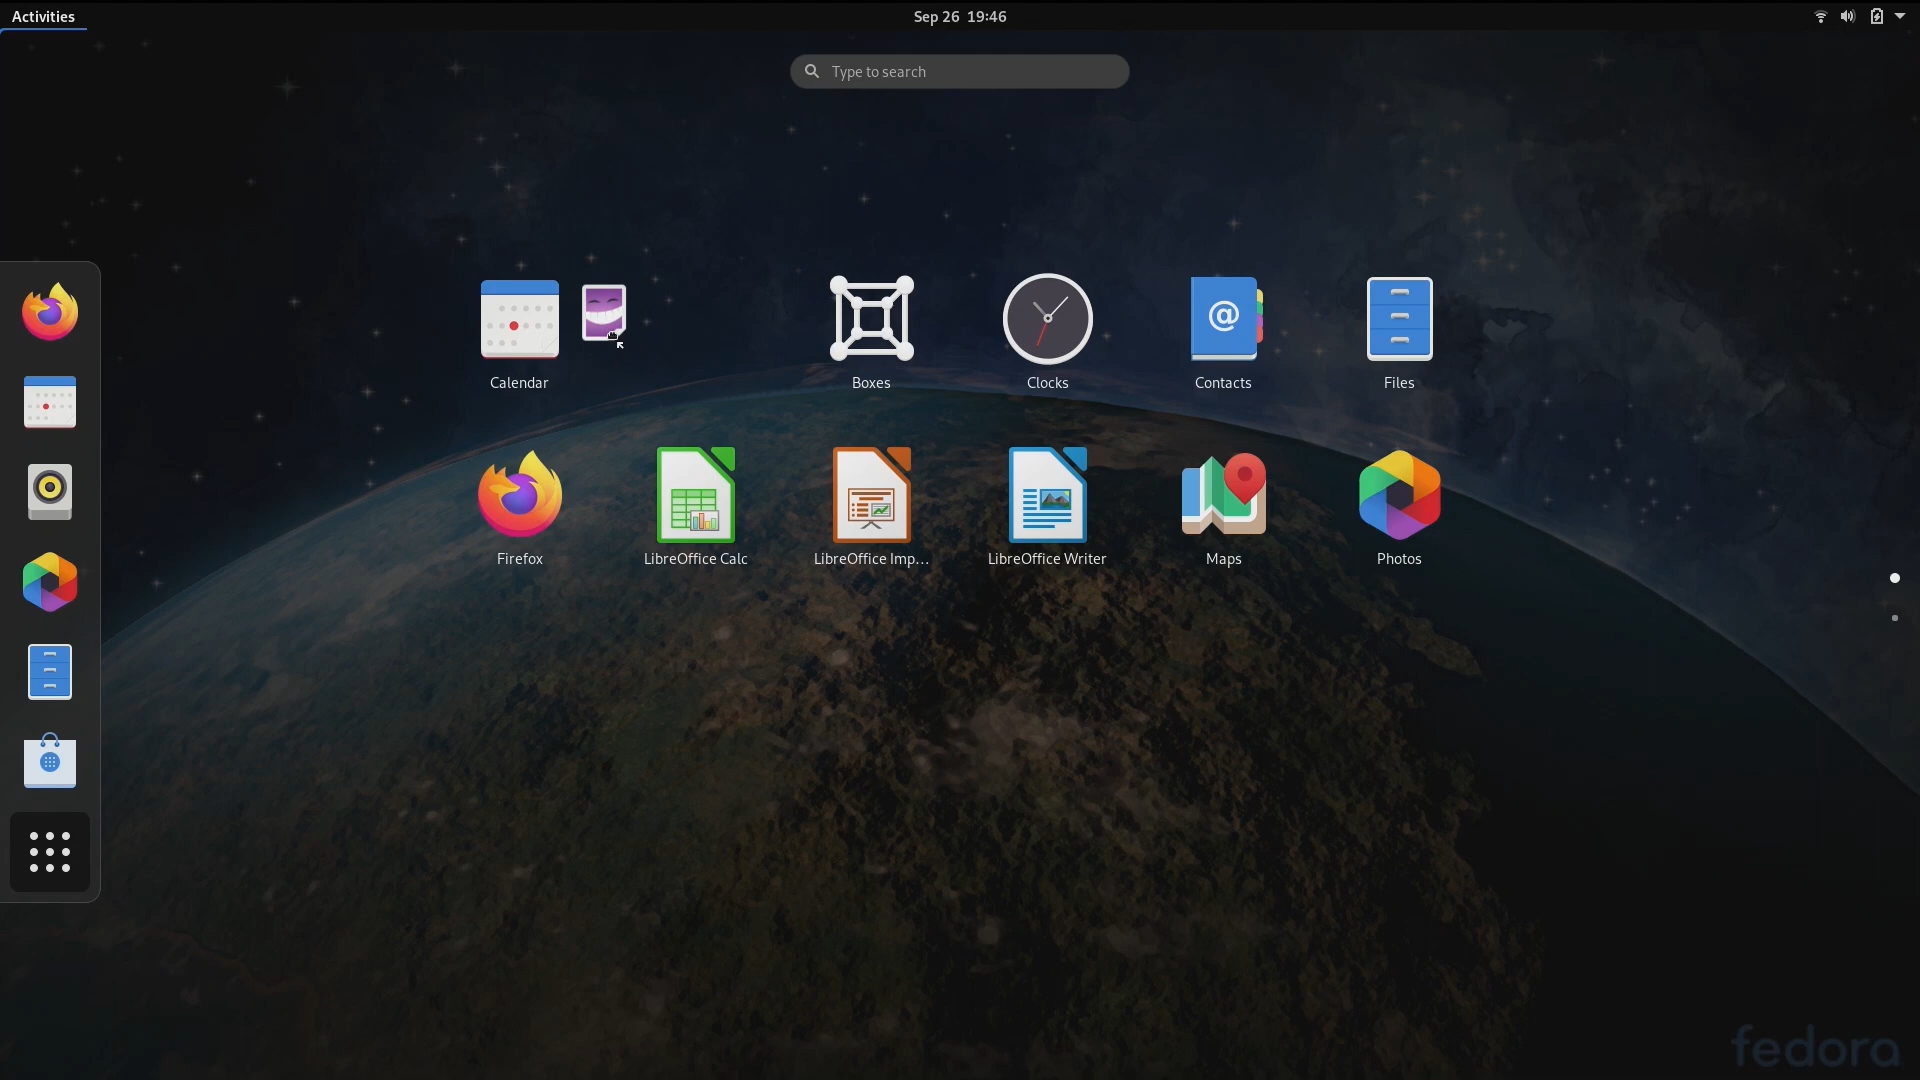 Activities
Sep 26 19:46
Type to search
Calendar
Boxes
Clocks
Contacts
Files
Firefox
LibreOffice Calc
LibreOffice Imp...
LibreOffice Writer
Maps
Photos
fedora